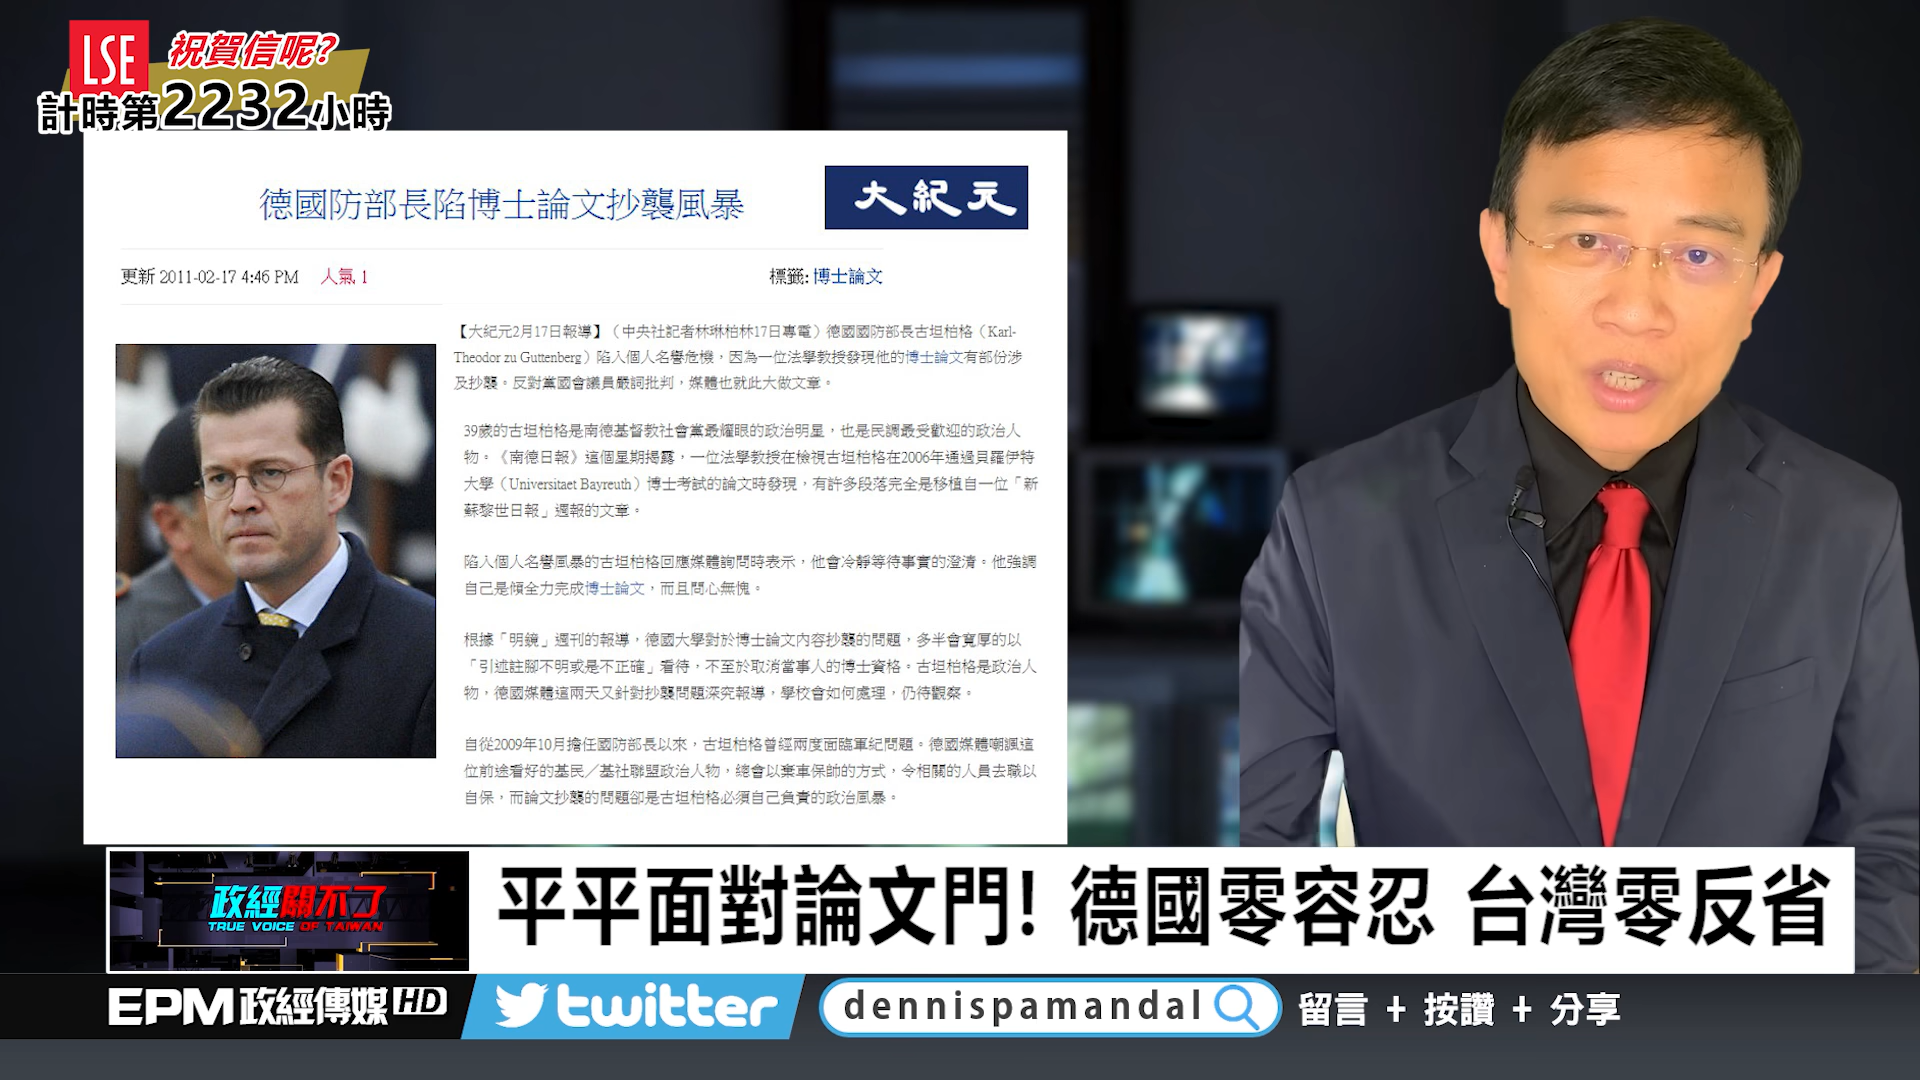 LSE 祝賀信呢?
計時第2232小時
德國防部長陷博士論文抄襲風暴
大紀元
更新 2011-02-17 4:46 PM 人氣 1
標籤: 博士論文
【大紀元2月17日報導】（中央社記者林琳柏林17日專電）德國國防部長古坦柏格（Karl-
Theodor zu Guttenberg）陷入個人名譽危機，因為一位法學教授發現他的博士論文有部份涉
及抄襲。反對黨國會議員嚴詞批判，媒體也就此大做文章。
39歲的古坦柏格是南德基督教社會黨最耀眼的政治明星，也是民調最受歡迎的政治人
物。《南德日報》這個星期揭露，一位法學教授在檢視古坦柏格在2006年通過貝羅伊特
大學（Universitaet Bayreuth）博士考試的論文時發現，有許多段落完全是移植自一位「新
蘇黎世日報」週報的文章。
陷入個人名譽風暴的古坦柏格回應媒體詢問時表示，他會冷靜等待事實的澄清。他強調
自己是傾全力完成博士論文，而且問心無愧。
根據「明鏡」週刊的報導，德國大學對於博士論文內容抄襲的問題，多半會寬厚的以
「引述註腳不明或是不正確」看待，不至於取消當事人的博士資格。古坦柏格是政治人
物，德國媒體這兩天又針對抄襲問題深究報導，學校會如何處理，仍待觀察。
自從2009年10月擔任國防部長以來，古坦柏格曾經兩度面臨軍紀問題。德國媒體嘲諷這
位前途看好的基民／基社聯盟政治人物，總會以棄車保帥的方式，令相關的人員去職以
自保，而論文抄襲的問題卻是古坦柏格必須自己負責的政治風暴。
政經關不了
TRUE VOICE OF TAIWAN
平平面對論文門! 德國零容忍 台灣零反省
EPM政經傳媒HD twitter dennispamandal 留言 + 按讚 + 分享